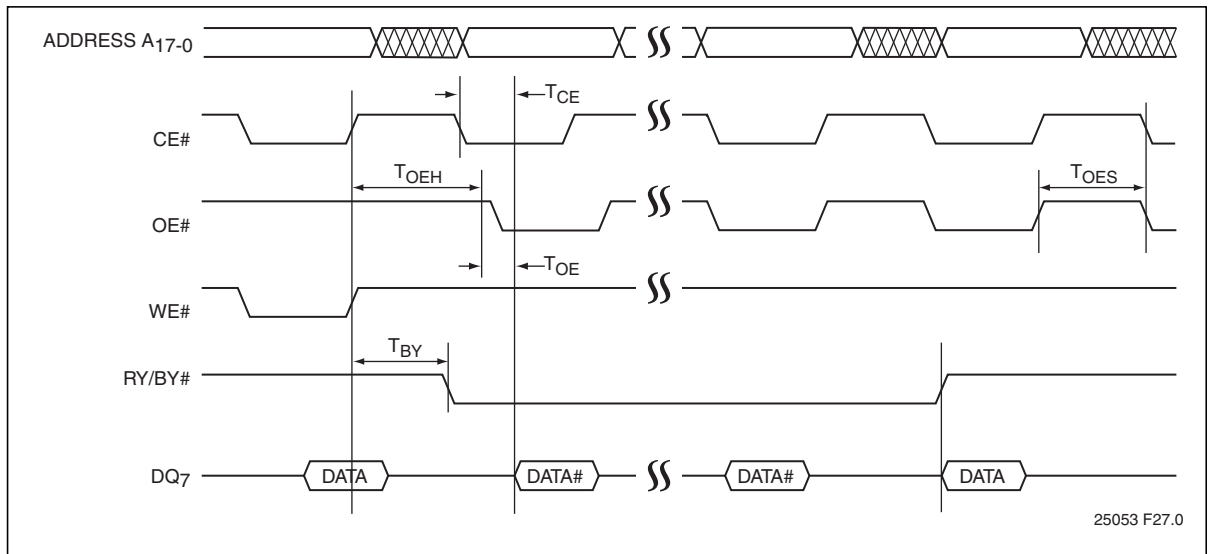 ADDRESS A17-0
TCE
CE#
TOEH
TOES
OE#
TOE
WE#
TBY
RY/BY#
DQ7
DATA
DATA#
DATA#
DATA
25053 F27.0